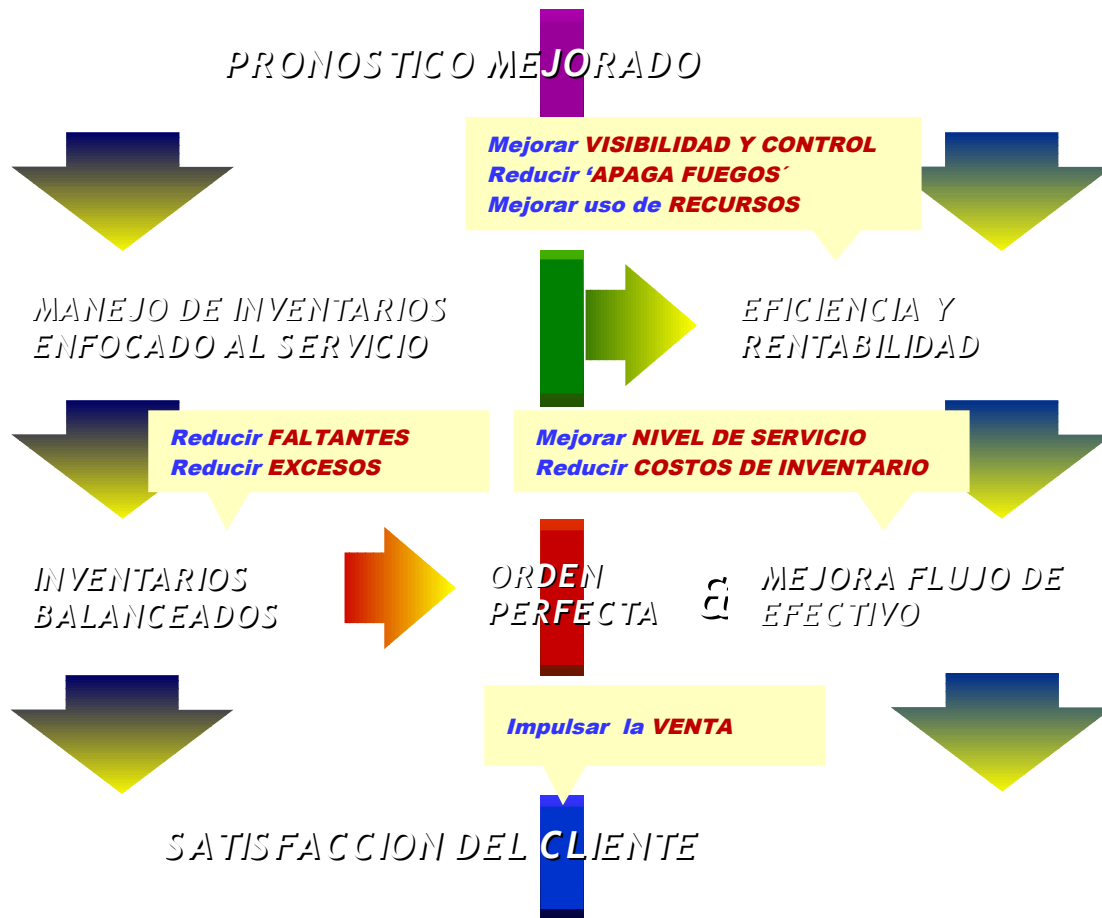 PRONOSTICO MEJORADO
Mejorar VISIBILIDAD Y CONTROL
Reducir ‘APAGA FUEGOS´
Mejorar uso de RECURSOS
MANEJO DE INVENTARIOS
ENFOCADO AL SERVICIO
EFICIENCIA Y
RENTABILIDAD
Reducir FALTANTES
Reducir EXCESOS
Mejorar NIVEL DE SERVICIO
Reducir COSTOS DE INVENTARIO
INVENTARIOS
BALANCEADOS
ORDEN
PERFECTA
a
MEJORA FLUJO DE
EFECTIVO
Impulsar la VENTA
SATISFACCION DEL CLIENTE